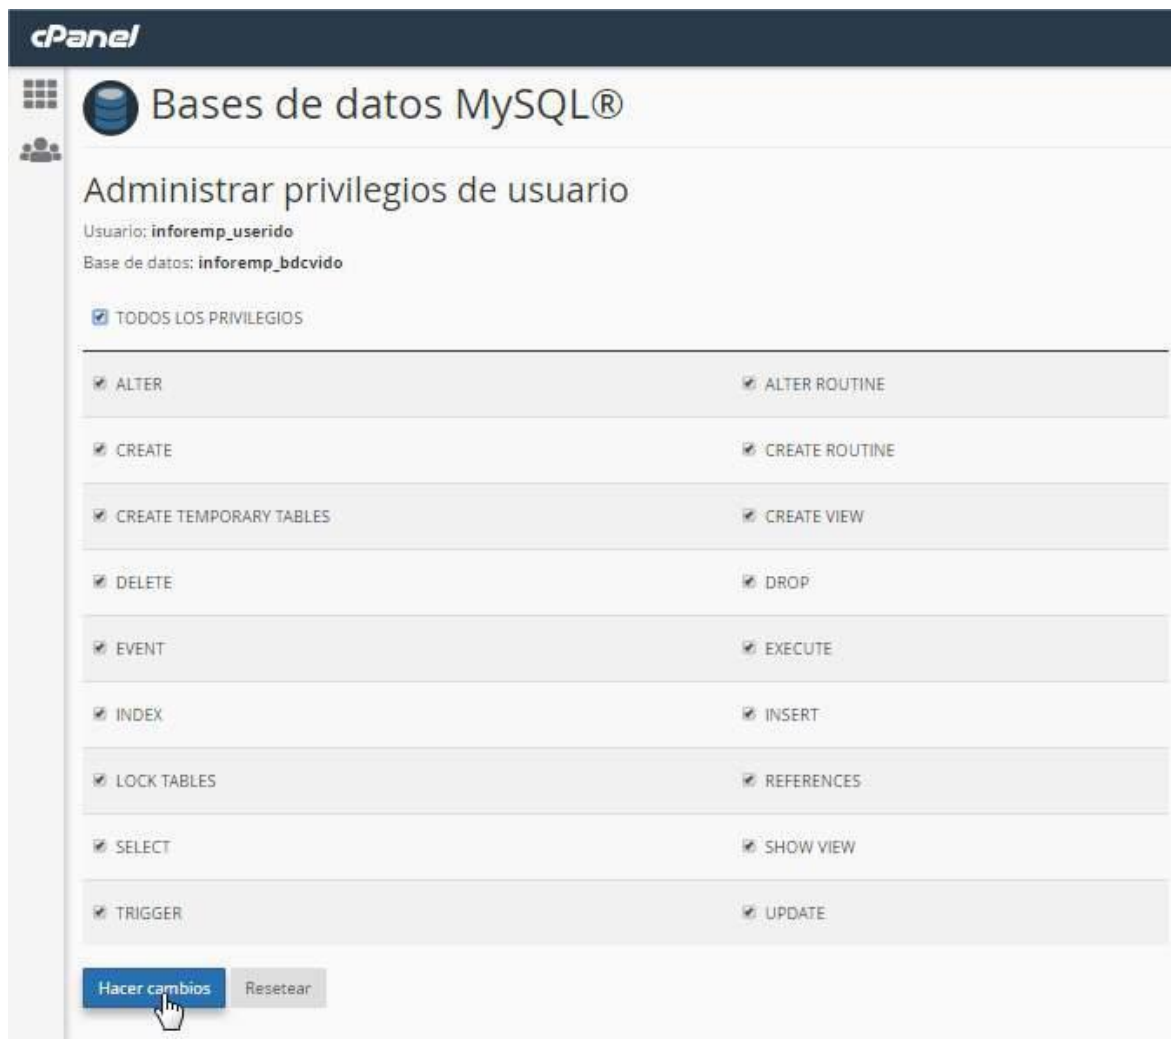 cPanel
Bases de datos MySQL®
Administrar privilegios de usuario
Usuario: inforemp_userido
Base de datos: inforemp_bdcvido
TODOS LOS PRIVILEGIOS
ALTER
ALTER ROUTINE
CREATE
CREATE ROUTINE
CREATE TEMPORARY TABLES
CREATE VIEW
DELETE
DROP
EVENT
EXECUTE
INDEX
INSERT
LOCK TABLES
REFERENCES
SELECT
SHOW VIEW
TRIGGER
UPDATE
Hacer cambios
Resetear